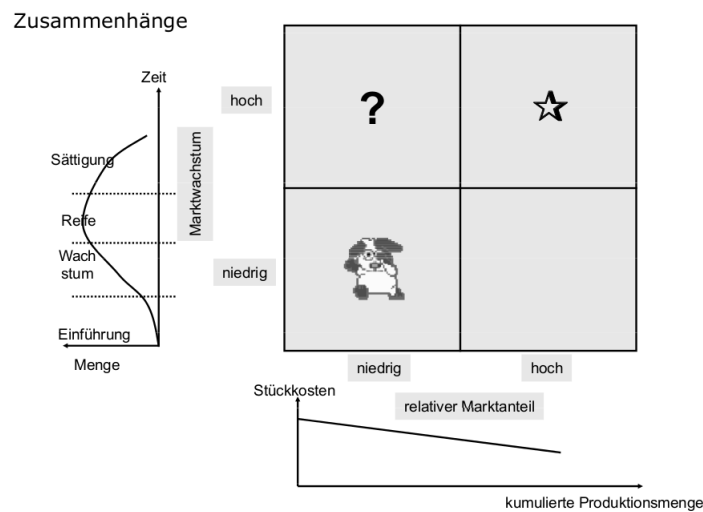 Zusammenhänge
Zeit
hoch
?
Marktwachstum
Sättigung
Reife
Wach
stum
niedrig
Einführung
Menge
niedrig
hoch
Stückkosten
relativer Marktanteil
kumulierte Produktionsmenge